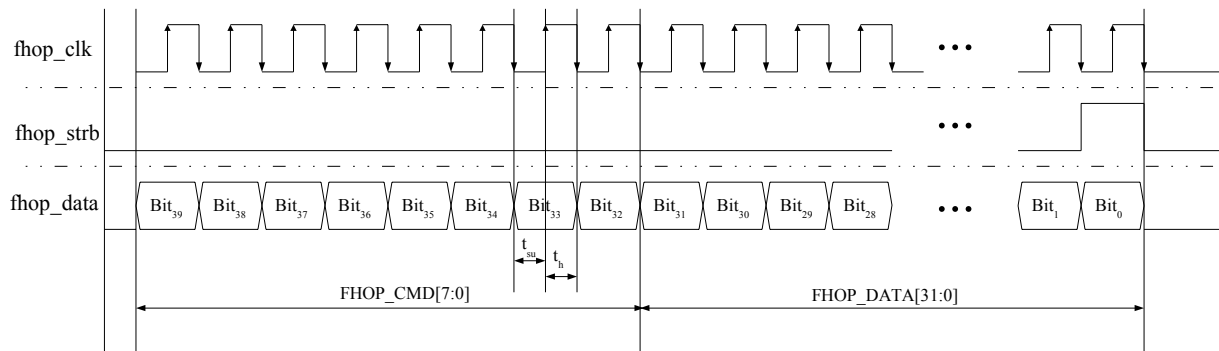 fhop_clk
fhop_strb
fhop_data
Bit39 Bit38 Bit37 Bit36 Bit35 Bit34 Bit33 Bit32 Bit31 Bit30 Bit29 Bit28 Bit1 Bit0
tsu
th
FHOP_CMD[7:0]
FHOP_DATA[31:0]